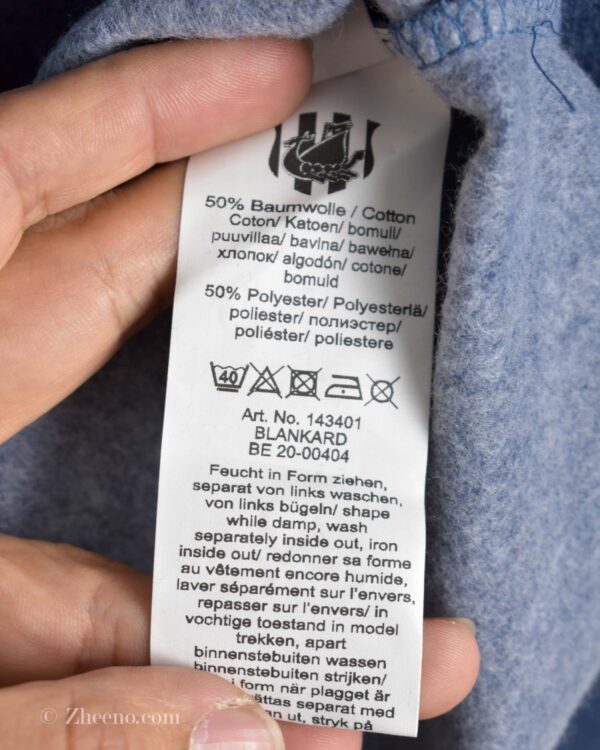 50% Baumwolle / Cotton
Coton/ Katoen/ bomull/
puuvillaa/ bavlna/ bawełna/
хлопок/ algodón/ cotone/
bomuld
50% Polyester/ Polyesteriä/
poliester/ полиэстер/
poliéster/ poliestere
40
Art. No. 143401
BLANKARD
BE 20-00404
Feucht in Form ziehen,
separat von links waschen,
von links bügeln/ shape
while damp, wash
separately inside out, iron
inside out/ redonner sa forme
au vêtement encore humide,
laver séparément sur l'envers,
repasser sur l'envers/ in
vochtige toestand in model
trekken, apart
binnenstebuiten wassen
binnenstebuiten strijken/
i form när plagget är
separat med
ut, stryk på
© Zheeno.com